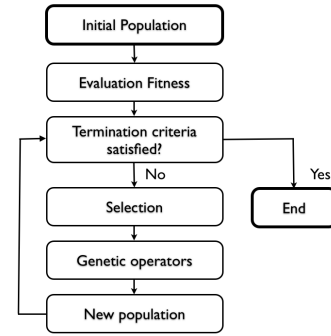 Initial Population
Evaluation Fitness
Termination criteria
satisfied?
No
Yes
Selection
End
Genetic operators
New population